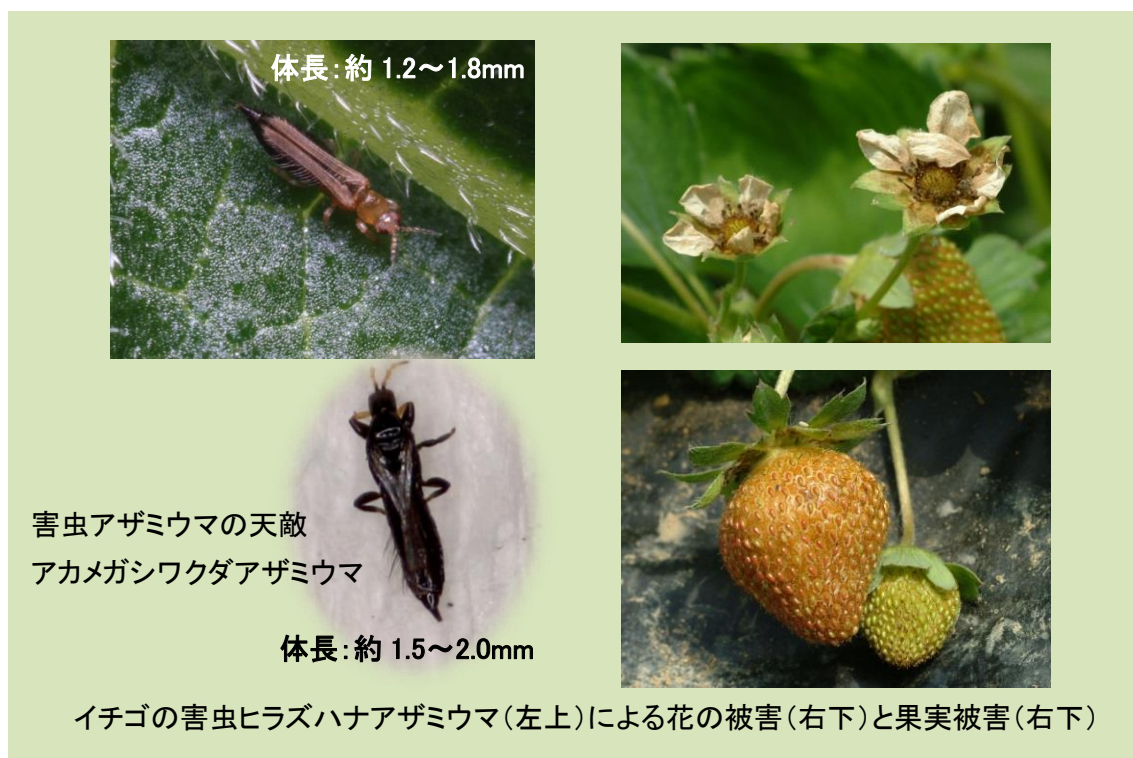 体長：約 1.2～1.8mm
害虫アザミウマの天敵
アカメガシワクダアザミウマ
体長：約 1.5～2.0mm
イチゴの害虫ヒラズハナアザミウマ（左上）による花の被害（右下）と果実被害（右下）